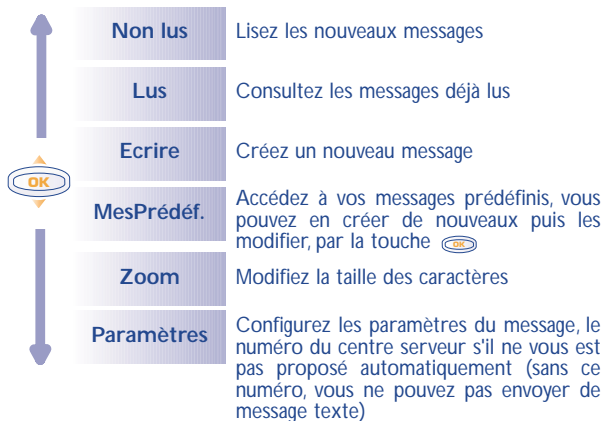 Non lus
Lisez les nouveaux messages
Lus
Consultez les messages déjà lus
Ecrire
Créez un nouveau message
OK
MesPrédéf.
Accédez à vos messages prédéfinis, vous
pouvez en créer de nouveaux puis les
modifier, par la touche OK
Zoom
Modifiez la taille des caractères
Paramètres
Configurez les paramètres du message, le
numéro du centre serveur s'il ne vous est
pas proposé automatiquement (sans ce
numéro, vous ne pouvez pas envoyer de
message texte)